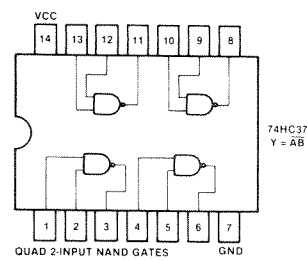 VCC
14 13 12 11 10 9 8
74HC37
Y = A̅B̅
1 2 3 4 5 6 7
QUAD 2-INPUT NAND GATES GND